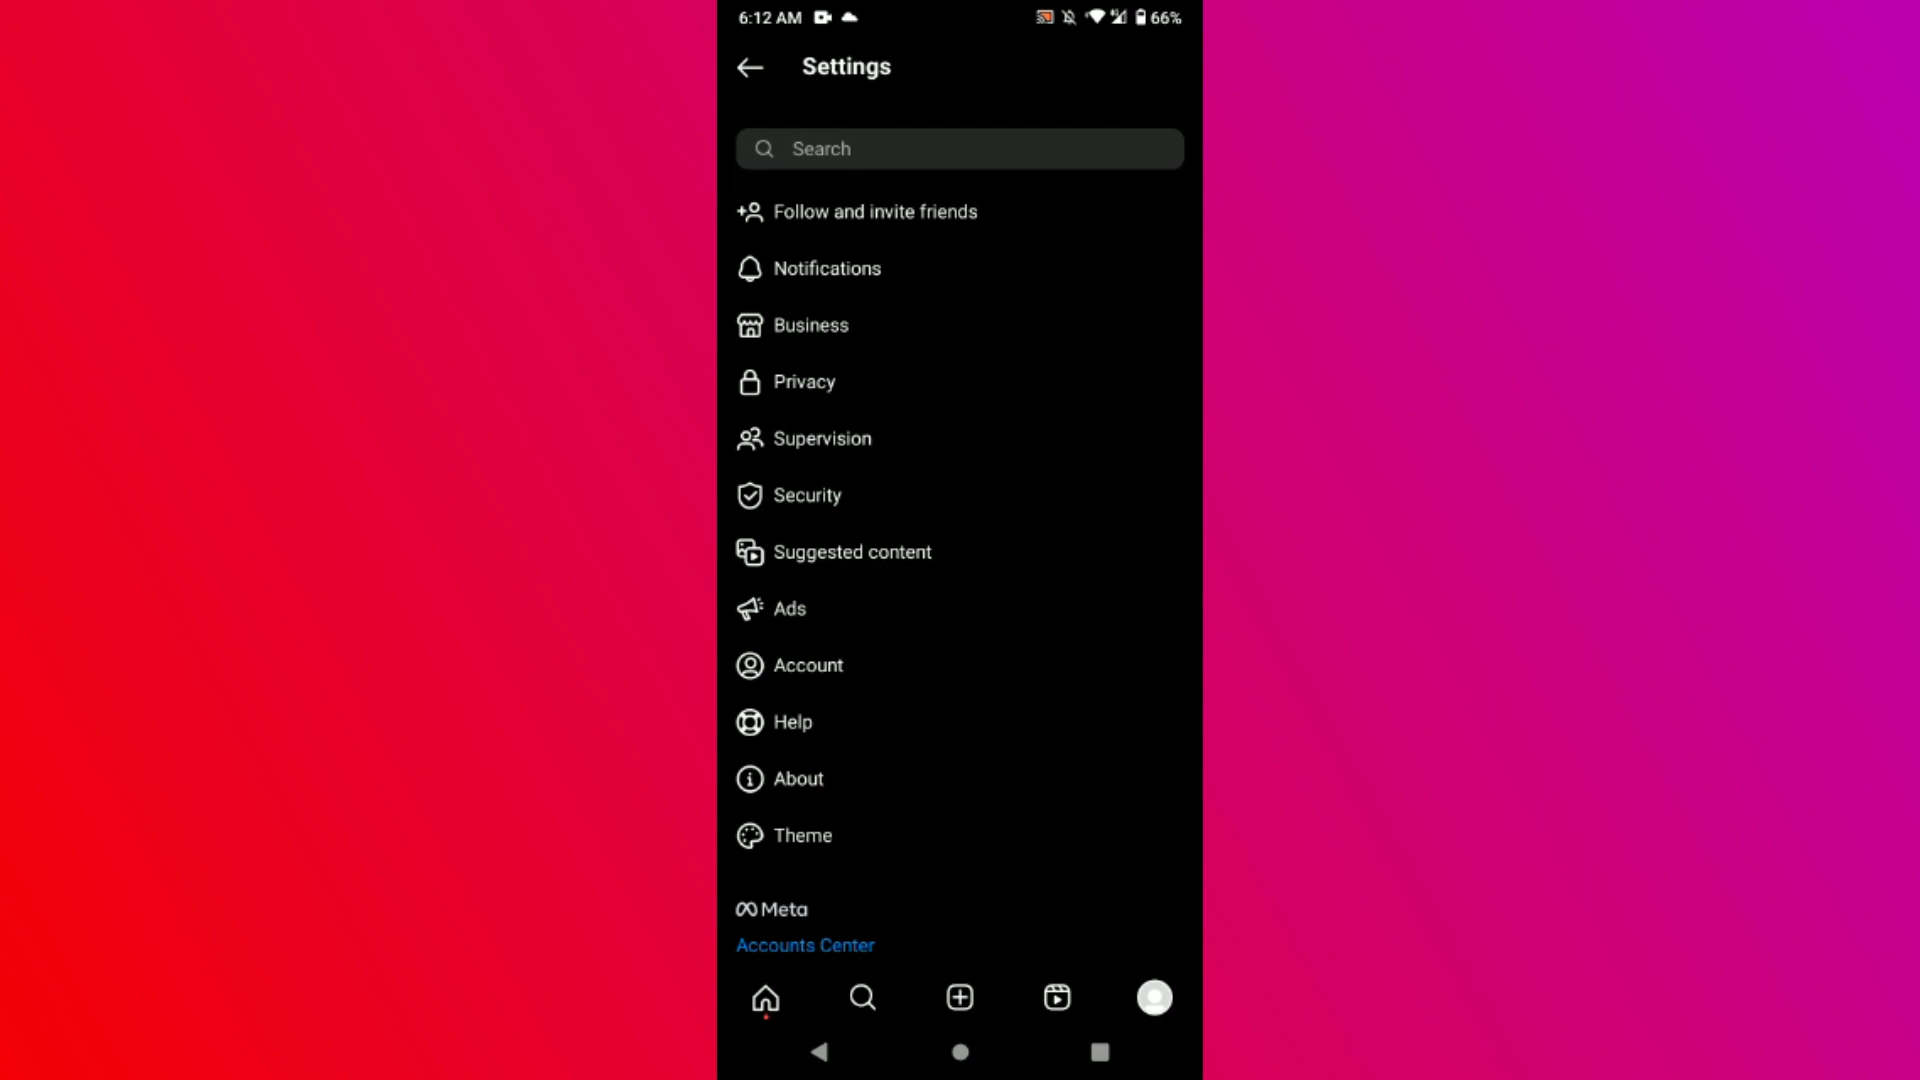 6:12 AM 66%
Settings
Search
Follow and invite friends
Notifications
Business
Privacy
Supervision
Security
Suggested content
Ads
Account
Help
About
Theme
Meta
Accounts Center